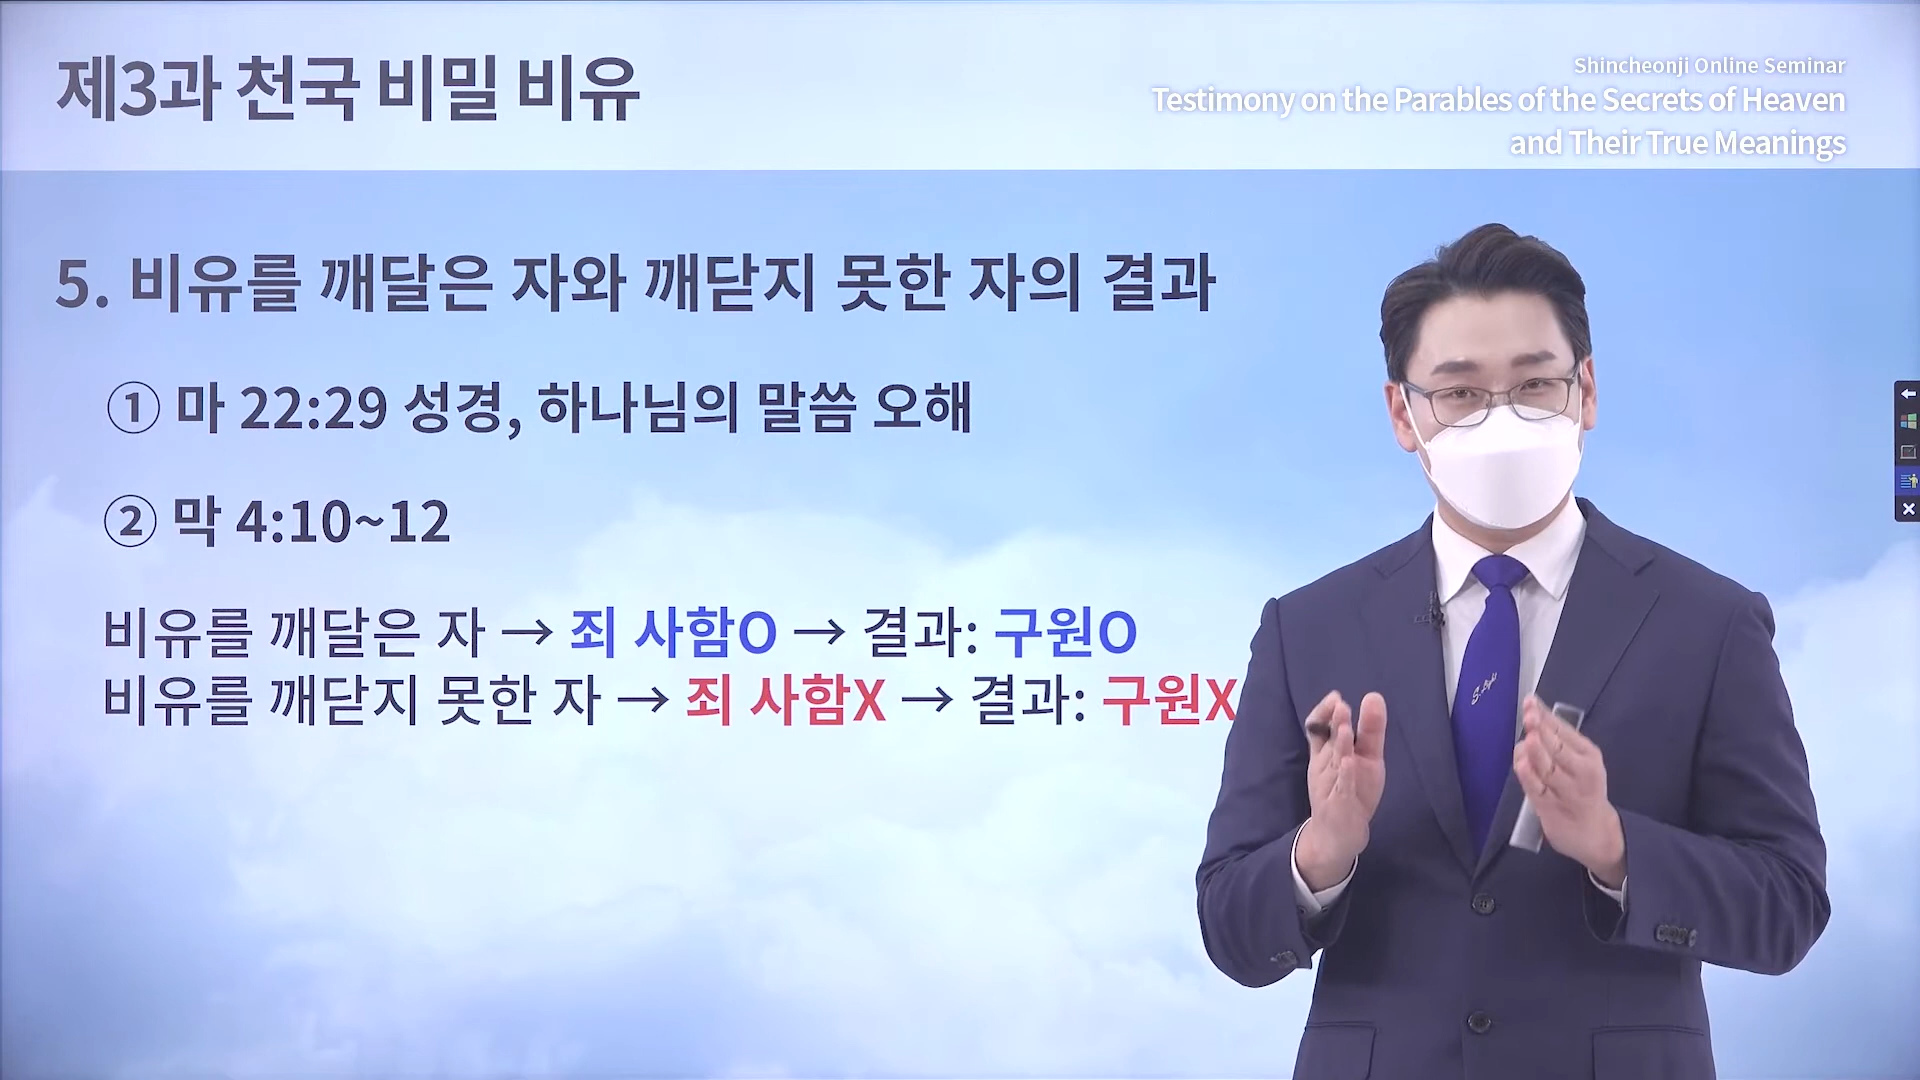 제3과 천국 비밀 비유
Shincheonji Online Seminar
Testimony on the Parables of the Secrets of Heaven
and Their True Meanings
5. 비유를 깨달은 자와 깨닫지 못한 자의 결과
① 마 22:29 성경, 하나님의 말씀 오해
② 막 4:10~12
비유를 깨달은 자 → 죄 사함O → 결과: 구원O
비유를 깨닫지 못한 자 → 죄 사함X → 결과: 구원X